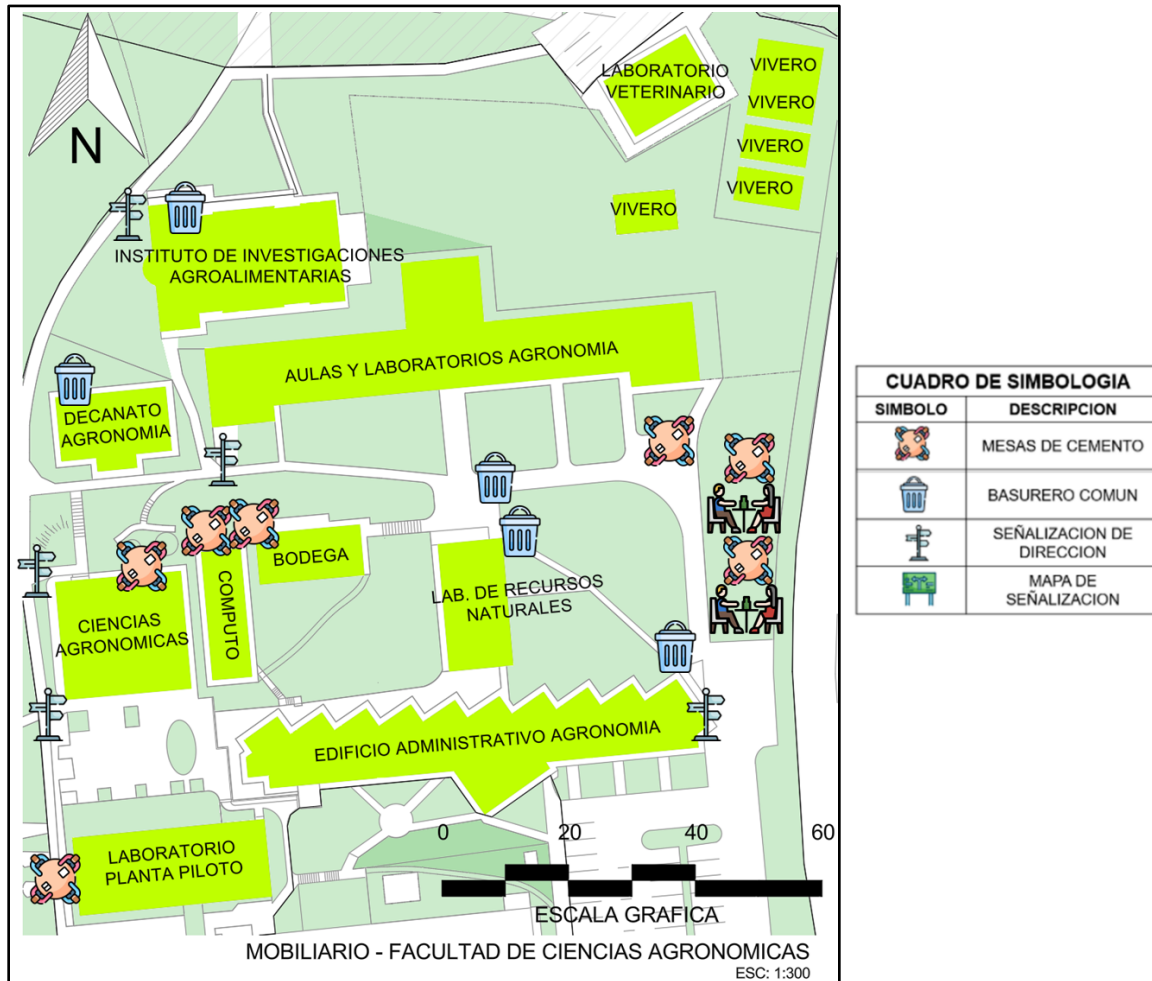 N
LABORATORIO
VETERINARIO
VIVERO
VIVERO
VIVERO
VIVERO
VIVERO
INSTITUTO DE INVESTIGACIONES
AGROALIMENTARIAS
AULAS Y LABORATORIOS AGRONOMIA
DECANATO
AGRONOMIA
BODEGA
COMPUTO
LAB. DE RECURSOS
NATURALES
CIENCIAS
AGRONOMICAS
EDIFICIO ADMINISTRATIVO AGRONOMIA
LABORATORIO
PLANTA PILOTO
0 20 40 60
ESCALA GRAFICA
MOBILIARIO - FACULTAD DE CIENCIAS AGRONOMICAS
ESC: 1:300
CUADRO DE SIMBOLOGIA
SIMBOLO DESCRIPCION
MESAS DE CEMENTO
BASURERO COMUN
SEÑALIZACION DE
DIRECCION
MAPA DE
SEÑALIZACION